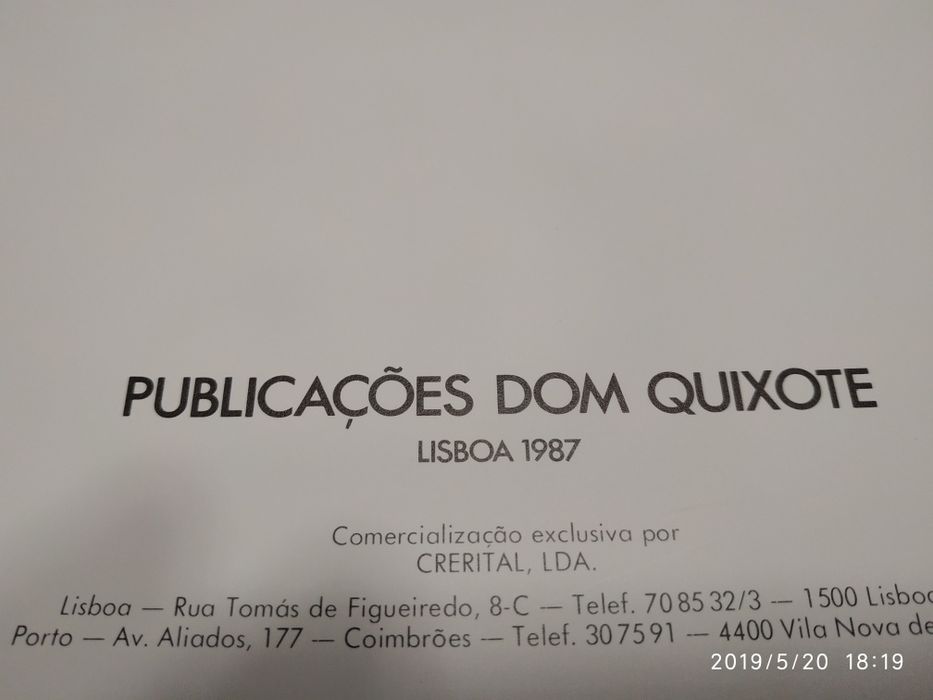 PUBLICAÇÕES DOM QUIXOTE
LISBOA 1987
Comercialização exclusiva por
CRERITAL, LDA.
Lisboa — Rua Tomás de Figueiredo, 8-C — Telef. 70 85 32/3 — 1500 Lisboa
Porto — Av. Aliados, 177 — Coimbrões — Telef. 30 75 91 — 4400 Vila Nova de
2019/5/20 18:19